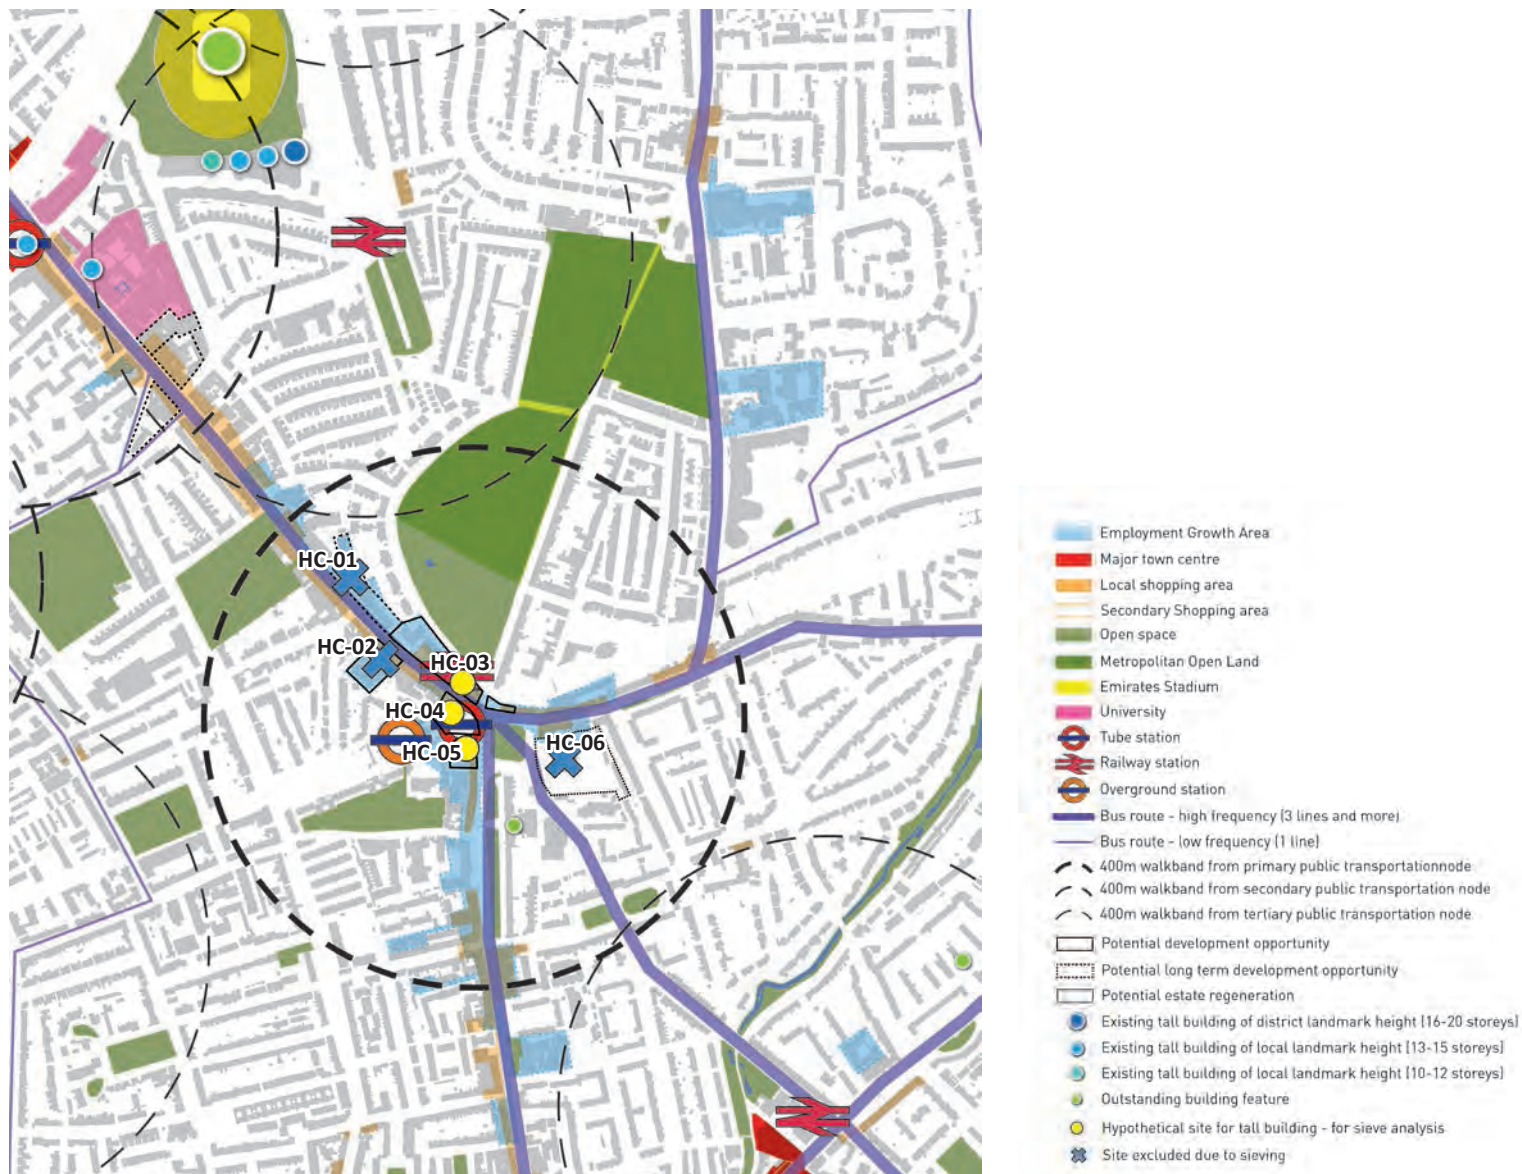 HC-01
HC-02
HC-03
HC-04
HC-05
HC-06
Employment Growth Area
Major town centre
Local shopping area
Secondary Shopping area
Open space
Metropolitan Open Land
Emirates Stadium
University
Tube station
Railway station
Overground station
Bus route - high frequency (3 lines and more)
Bus route - low frequency (1 line)
400m walkband from primary public transportationnode
400m walkband from secondary public transportation node
400m walkband from tertiary public transportation node
Potential development opportunity
Potential long term development opportunity
Potential estate regeneration
Existing tall building of district landmark height (16-20 storeys)
Existing tall building of local landmark height (13-15 storeys)
Existing tall building of local landmark height (10-12 storeys)
Outstanding building feature
Hypothetical site for tall building - for sieve analysis
Site excluded due to sieving